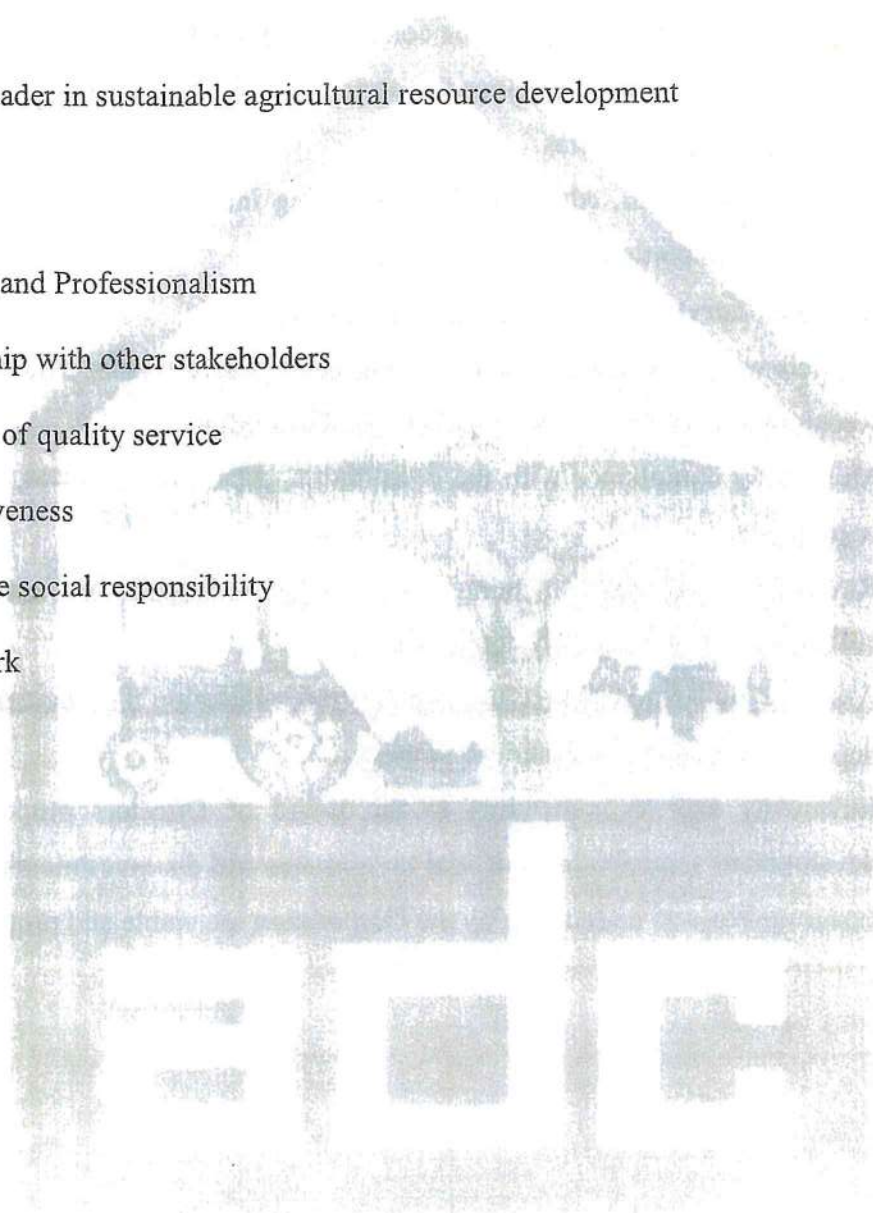 ader in sustainable agricultural resource development
and Professionalism
ip with other stakeholders
of quality service
veness
e social responsibility
rk
adc